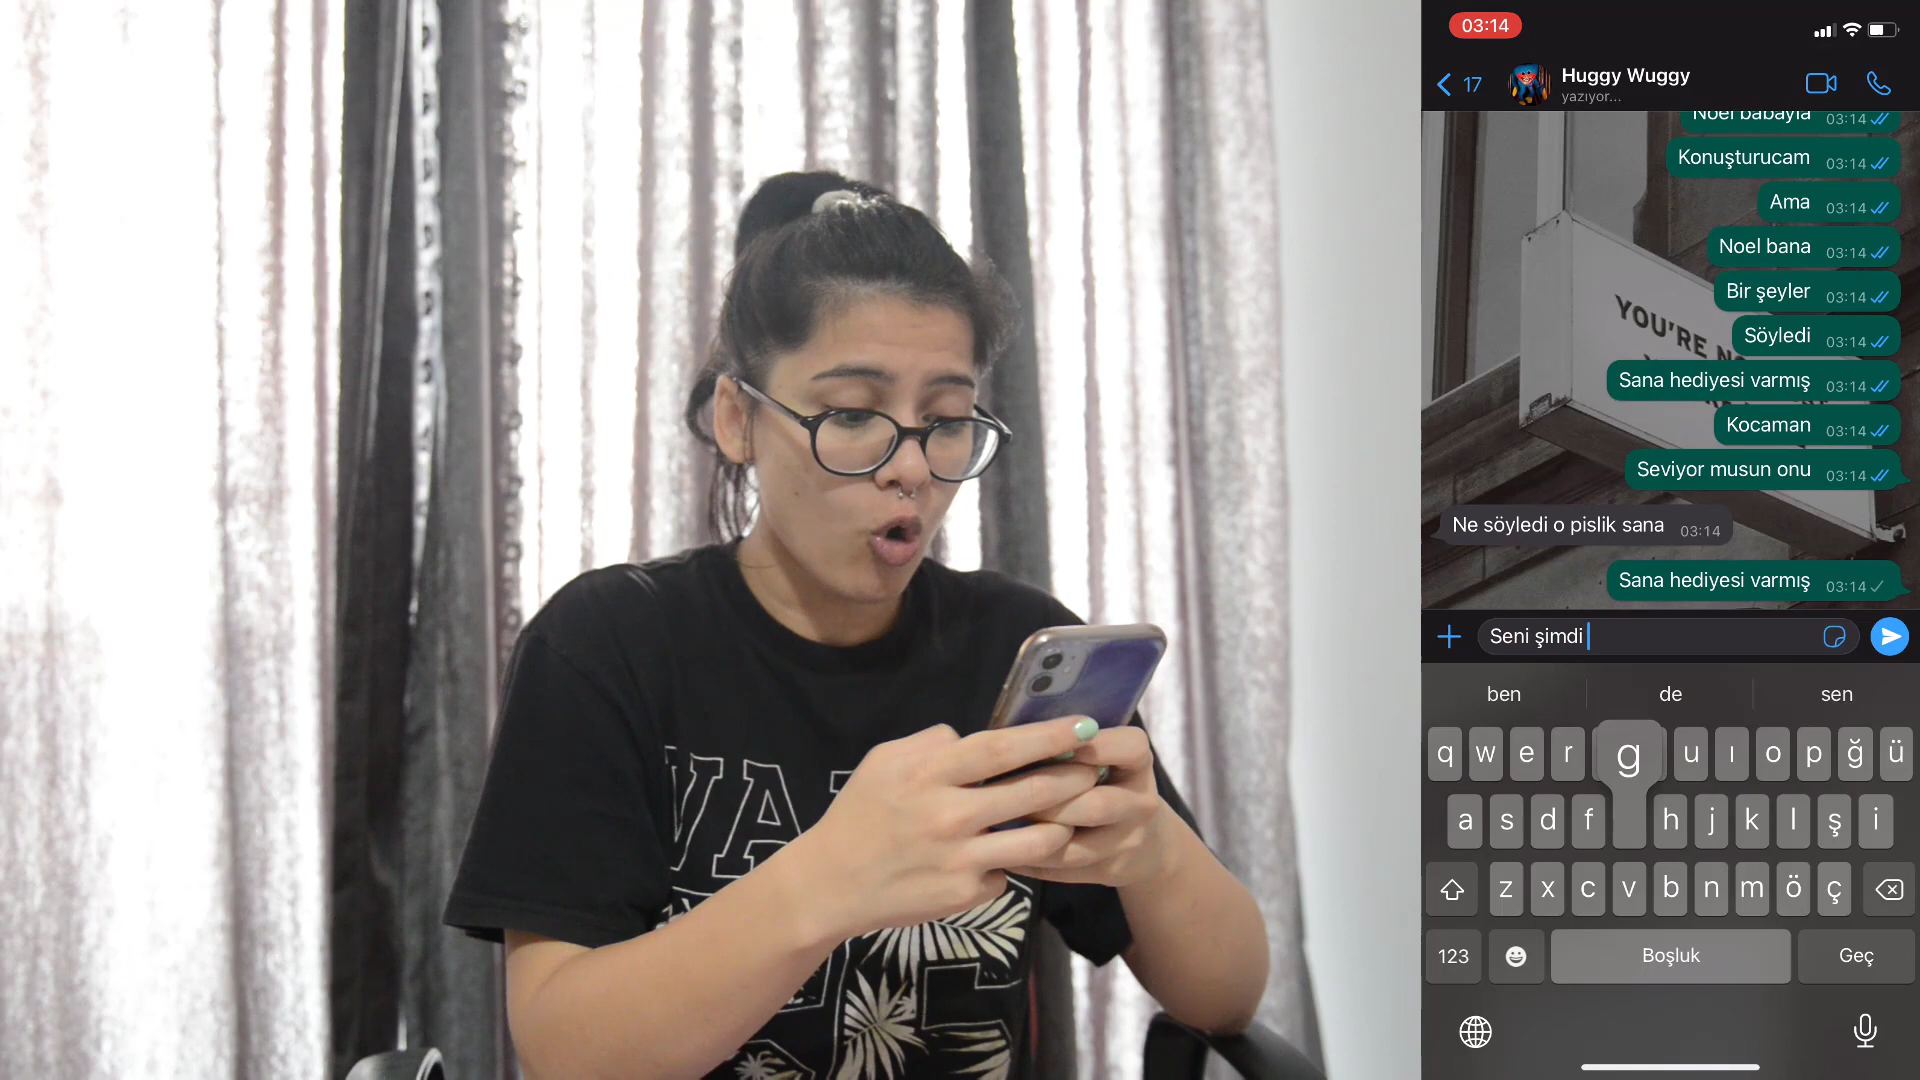 03:14
17
Huggy Wuggy
yazıyor...
Noel babayla 03:14
Konuşturucam 03:14
Ama 03:14
Noel bana 03:14
Bir şeyler 03:14
YOU'RE
Söyledi 03:14
Sana hediyesi varmış 03:14
Kocaman 03:14
Seviyor musun onu 03:14
Ne söyledi o pislik sana 03:14
Sana hediyesi varmış 03:14
Seni şimdi
ben de sen
q w e r g u ı o p ğ ü
a s d f h j k l ş i
z x c v b n m ö ç
123 Boşluk Geç